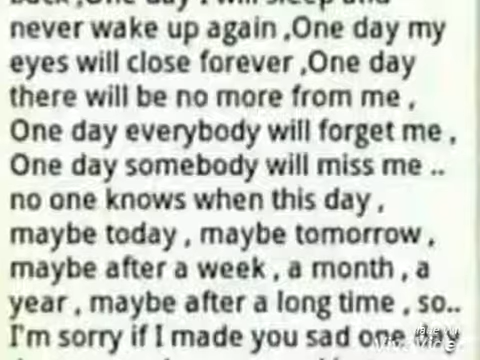 never wake up again ,One day my
eyes will close forever ,One day
there will be no more from me ,
One day everybody will forget me ,
One day somebody will miss me ..
no one knows when this day ,
maybe today , maybe tomorrow ,
maybe after a week , a month , a
year , maybe after a long time , so..
I'm sorry if I made you sad one